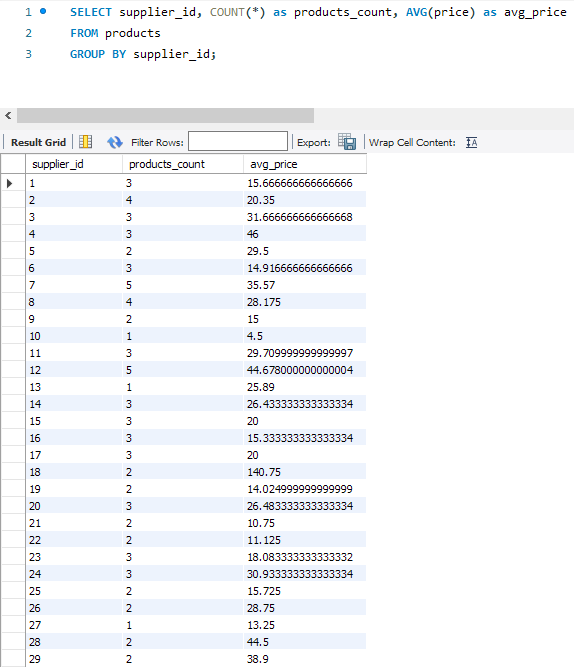 1 SELECT supplier_id, COUNT(*) as products_count, AVG(price) as avg_price
2 FROM products
3 GROUP BY supplier_id;
Result Grid Filter Rows: Export: Wrap Cell Content: IA
supplier_id products_count avg_price
1 3 15.666666666666666
2 4 20.35
3 3 31.666666666666668
4 3 46
5 2 29.5
6 3 14.916666666666666
7 5 35.57
8 4 28.175
9 2 15
10 1 4.5
11 3 29.709999999999997
12 5 44.678000000000004
13 1 25.89
14 3 26.433333333333334
15 3 20
16 3 15.333333333333334
17 3 20
18 2 140.75
19 2 14.024999999999999
20 3 26.483333333333334
21 2 10.75
22 2 11.125
23 3 18.083333333333332
24 3 30.933333333333334
25 2 15.725
26 2 28.75
27 1 13.25
28 2 44.5
29 2 38.9